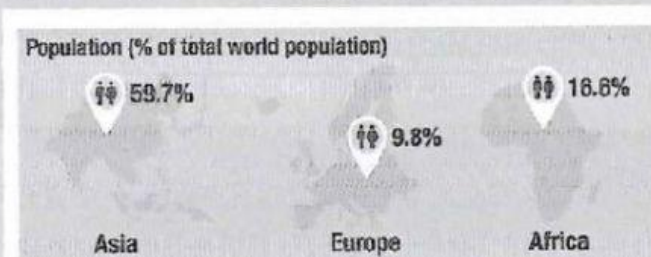 Population (% of total world population)
59.7%
9.8%
16.6%
Asia
Europe
Africa